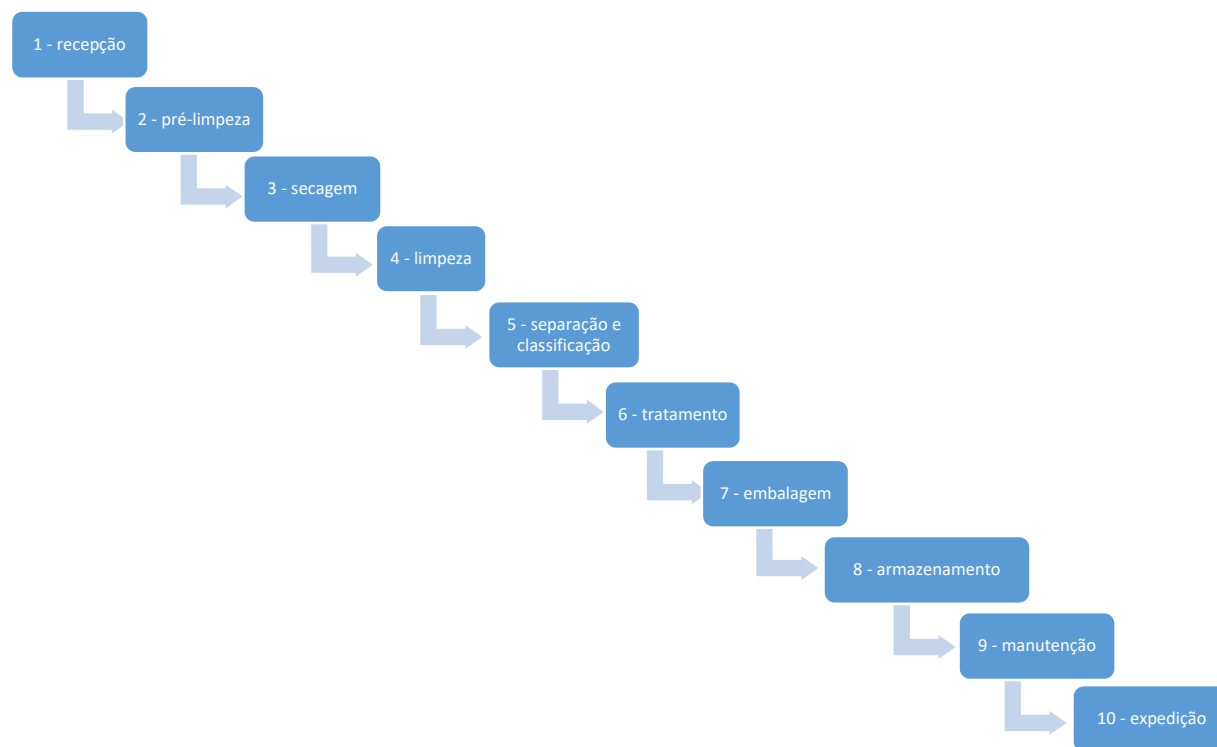 1 - recepção
2 - pré-limpeza
3 - secagem
4 - limpeza
5 - separação e
classificação
6 - tratamento
7 - embalagem
8 - armazenamento
9 - manutenção
10 - expedição